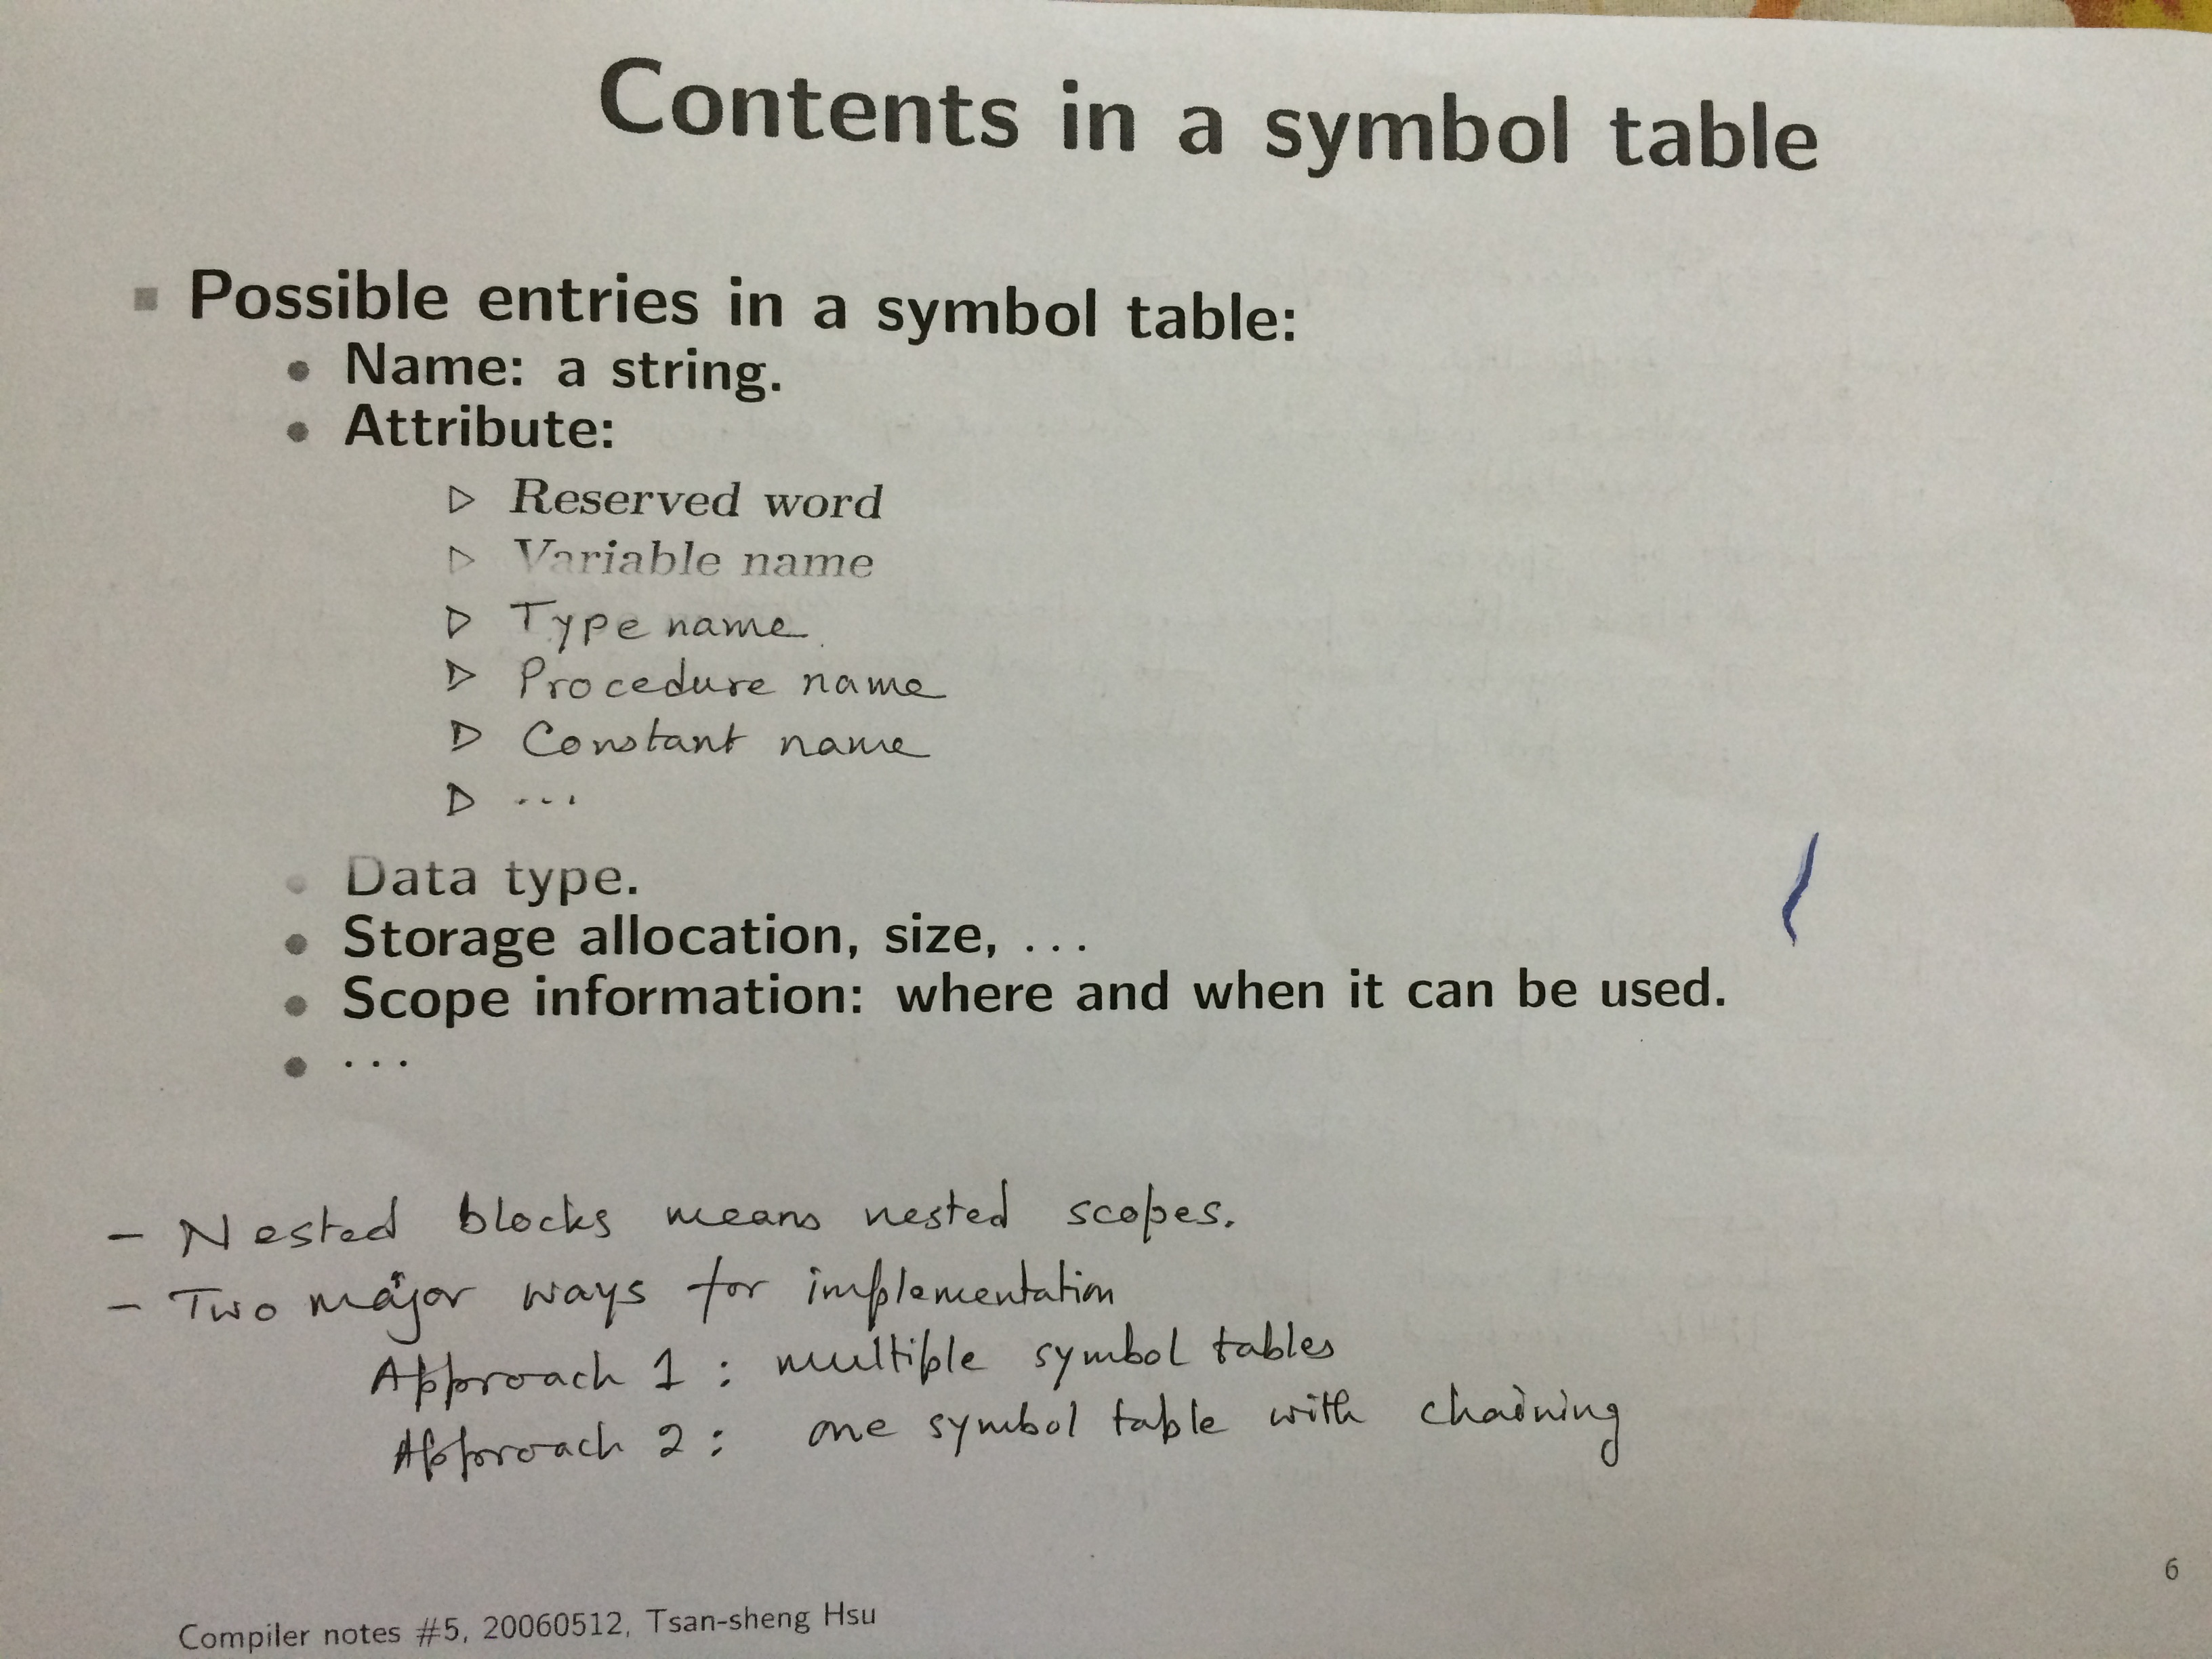 Contents in a symbol table
▪ Possible entries in a symbol table:
• Name: a string.
• Attribute:
▷ Reserved word
▷ Variable name
▷ Type name
▷ Procedure name
▷ Constant name
▷ ...
• Data type.
• Storage allocation, size, ...
• Scope information: where and when it can be used.
• ...
- Nested blocks means nested scopes.
- Two major ways for implementation
Approach 1: multiple symbol tables
Approach 2: one symbol table with chaining
Compiler notes #5, 20060512, Tsan-sheng Hsu
6